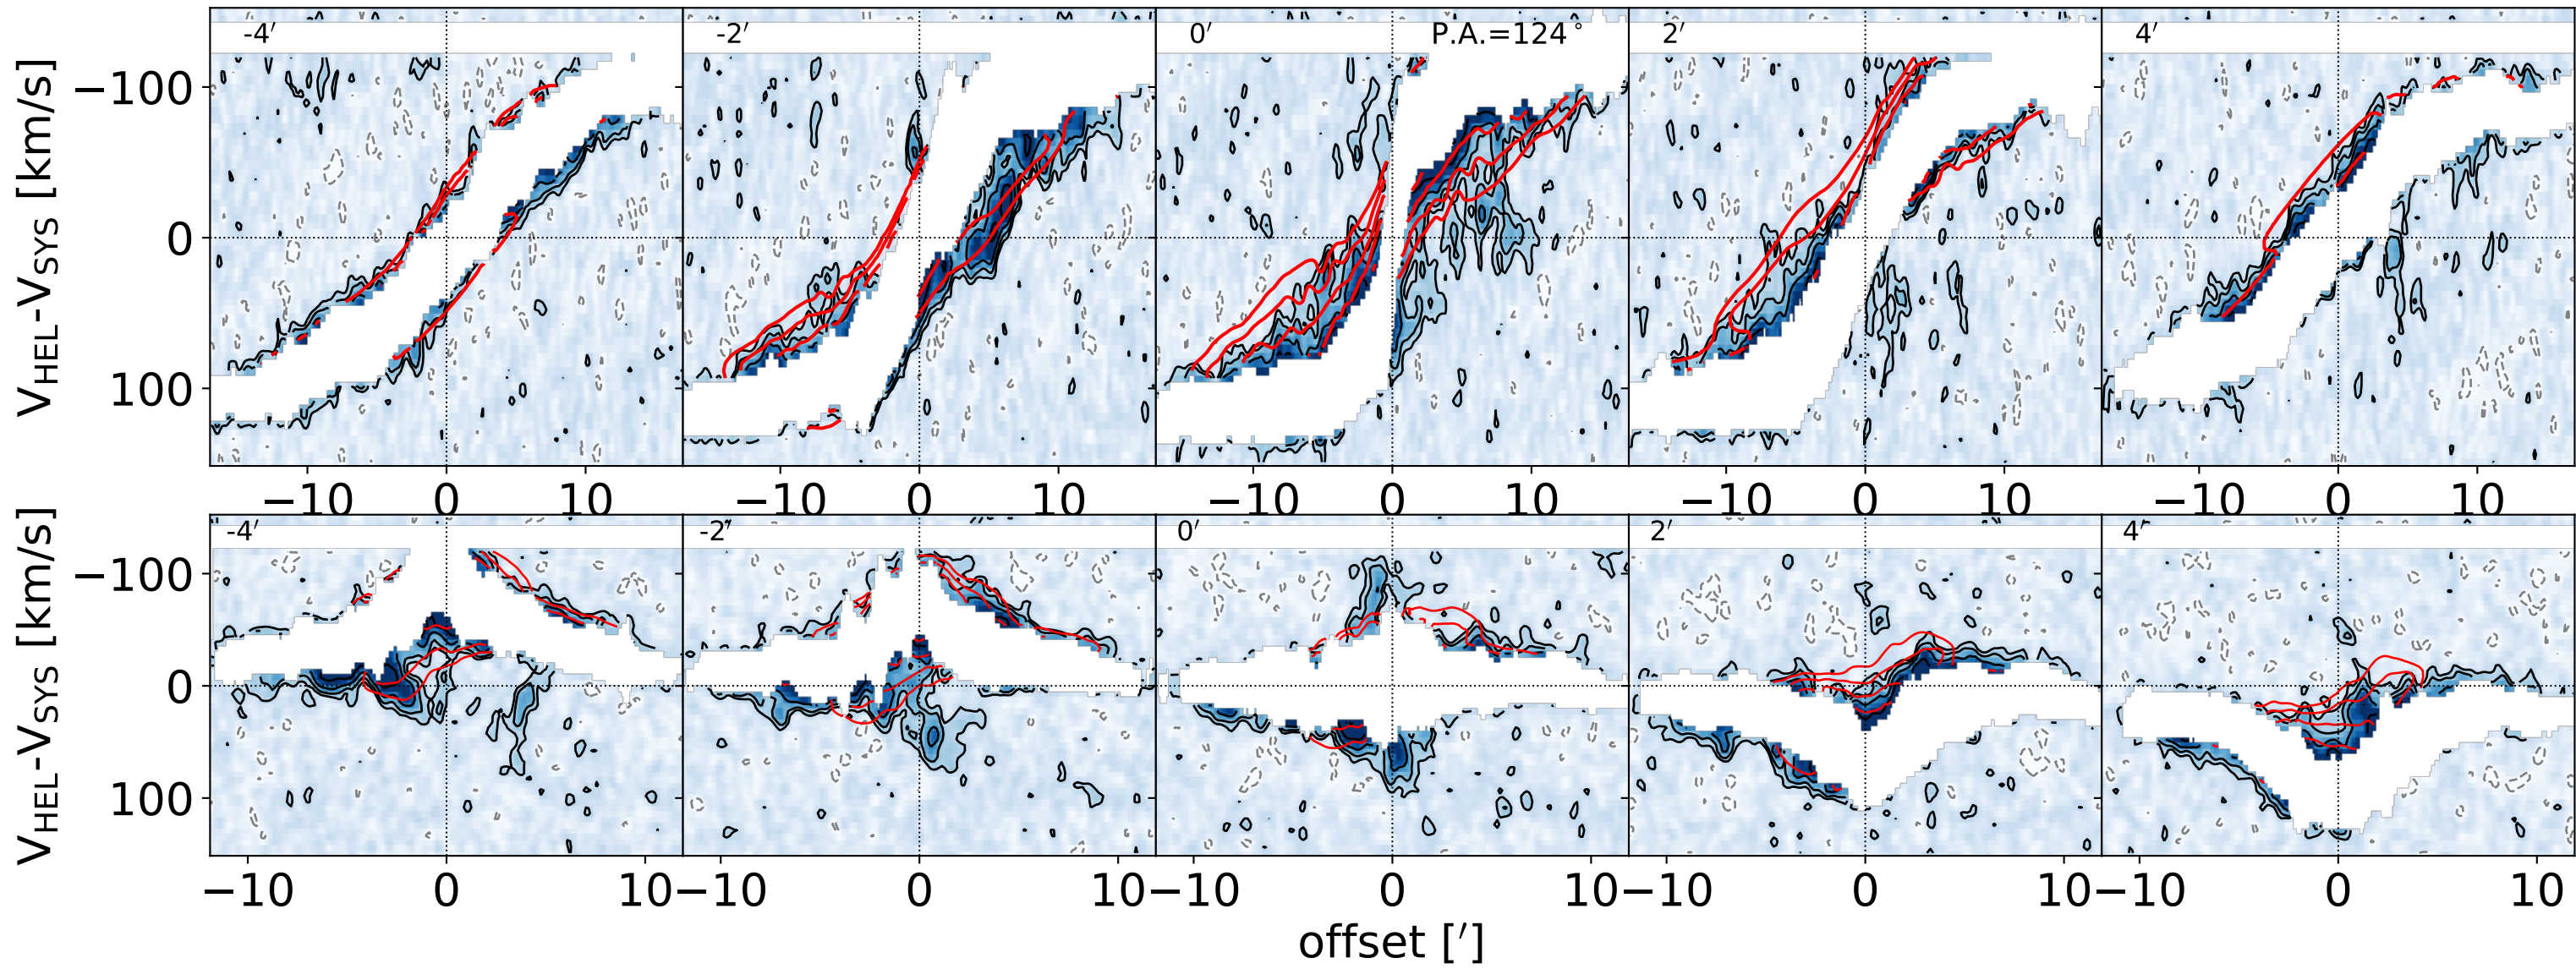 -4′ -2′ 0′ P.A.=124° 2′ 4′
V_HEL-V_SYS [km/s]
−100
0
100
−10 0 10 −10 0 10 −10 0 10 −10 0 10 −10 0 10
-4′ -2′ 0′ 2′ 4′
V_HEL-V_SYS [km/s]
−100
0
100
−10 0 10 −10 0 10 −10 0 10 −10 0 10 −10 0 10
offset [′]